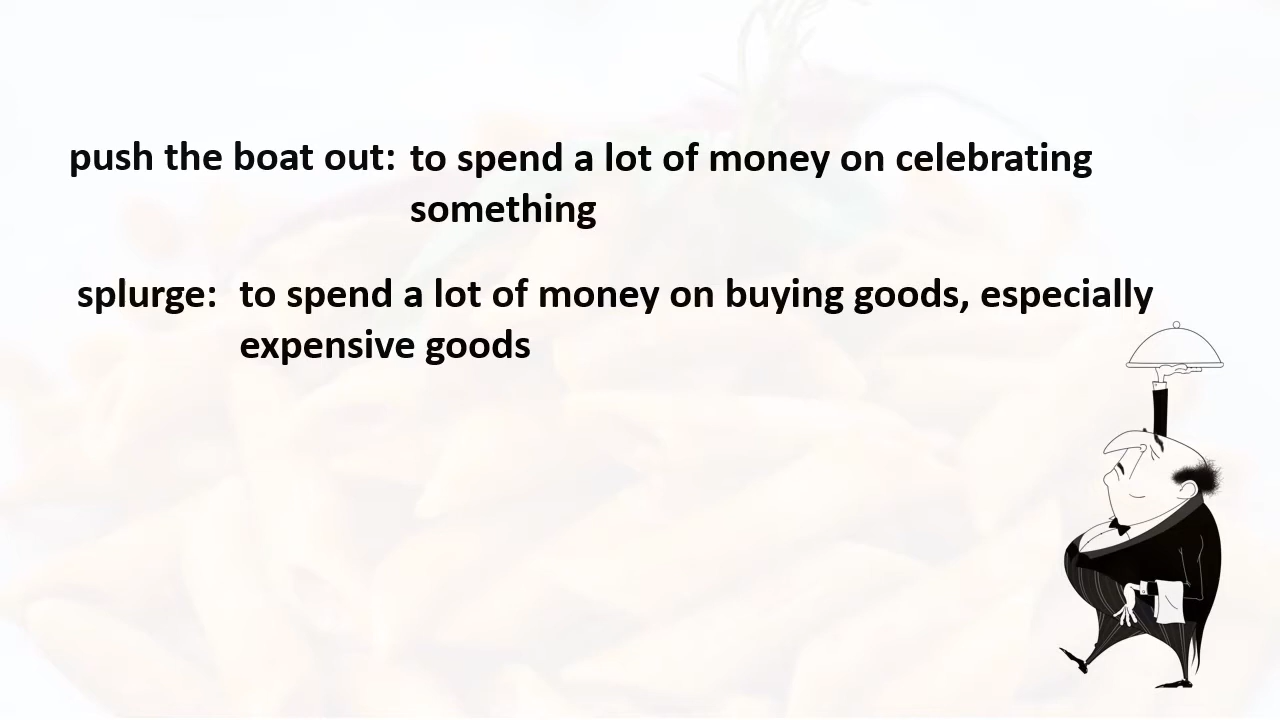 push the boat out: to spend a lot of money on celebrating
something
splurge: to spend a lot of money on buying goods, especially
expensive goods